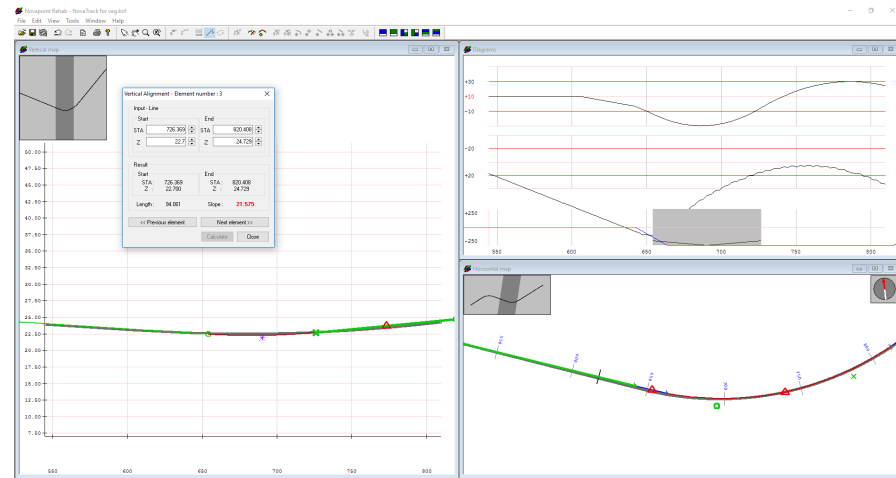 Novapoint Rehab - NovaTrack for veg.kof
File Edit View Tools Window Help
Vertical map
Vertical Alignment - Element number : 3
Input - Line
Start End
STA 726.369 STA 820.408
Z 22.7 Z 24.729
Result
Start End
STA : 726.369 STA : 820.408
Z : 22.700 Z : 24.729
Length : 94.061 Slope : 21.575
<< Previous element Next element >>
Calculate Close
50.00
47.50
45.00
42.50
40.00
37.50
35.00
32.50
30.00
27.50
25.00
22.50
20.00
17.50
15.00
12.50
10.00
7.50
550 600 650 700 750 800
Diagrams
+30
+10
-10
-20
+20
+250
-250
550 600 650 700 750 800
Horizontal map